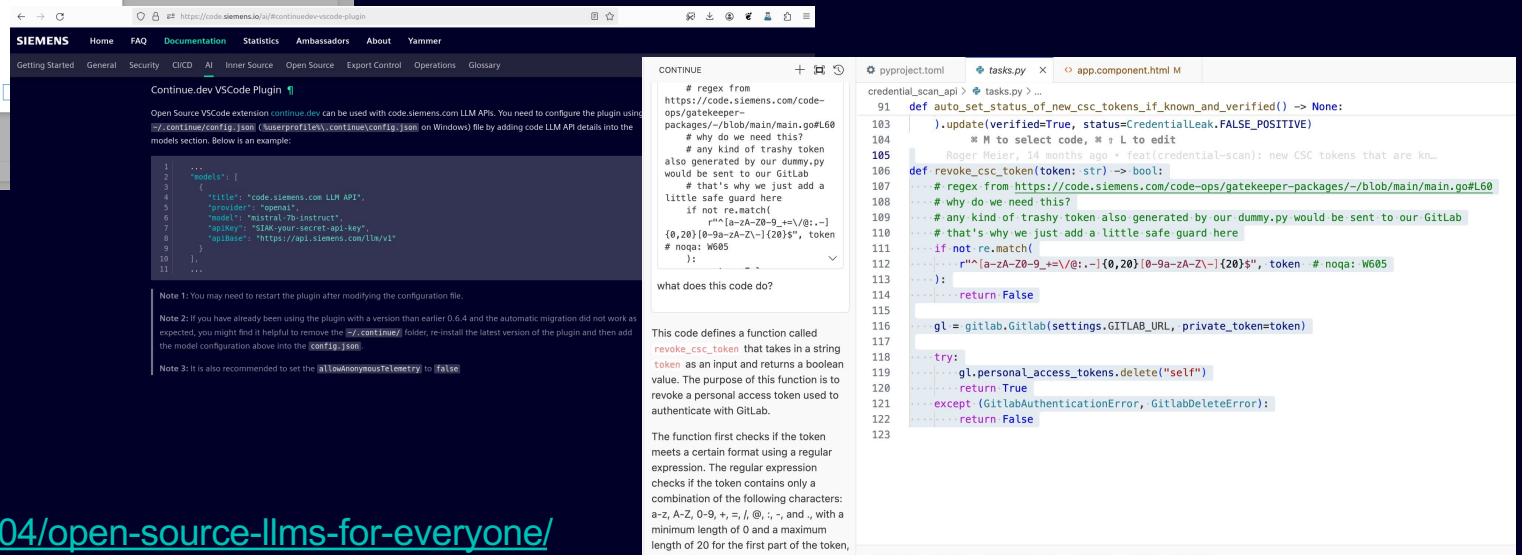 https://code.siemens.io/ai/#continuedev-vscode-plugin
SIEMENS Home FAQ Documentation Statistics Ambassadors About Yammer
Getting Started General Security CI/CD AI Inner Source Open Source Export Control Operations Glossary
Continue.dev VSCode Plugin ¶
Open Source VSCode extension continue.dev can be used with code.siemens.com LLM APIs. You need to configure the plugin using
~/.continue/config.json (%userprofile%\.continue\config.json on Windows) file by adding code LLM API details into the
models section. Below is an example:
1 ...
2 "models": [
3 {
4 "title": "code.siemens.com LLM API",
5 "provider": "openai",
6 "model": "mistral-7b-instruct",
7 "apiKey": "SIAK-your-secret-api-key",
8 "apiBase": "https://api.siemens.com/llm/v1"
9 }
10 ],
11 ...
Note 1: You may need to restart the plugin after modifying the configuration file.
Note 2: If you have already been using the plugin with a version than earlier 0.6.4 and the automatic migration did not work as
expected, you might find it helpful to remove the ~/.continue/ folder, re-install the latest version of the plugin and then add
the model configuration above into the config.json.
Note 3: It is also recommended to set the allowAnonymousTelemetry to false
04/open-source-llms-for-everyone/
CONTINUE
# regex from
https://code.siemens.com/code-
ops/gatekeeper-
packages/-/blob/main/main.go#L60
# why do we need this?
# any kind of trashy token
also generated by our dummy.py
would be sent to our GitLab
# that's why we just add a
little safe guard here
if not re.match(
r"^[a-zA-Z0-9_+=\/@:.-]
{0,20}[0-9a-zA-Z\-]{20}$", token
# noqa: W605
):
what does this code do?
This code defines a function called
revoke_csc_token that takes in a string
token as an input and returns a boolean
value. The purpose of this function is to
revoke a personal access token used to
authenticate with GitLab.
The function first checks if the token
meets a certain format using a regular
expression. The regular expression
checks if the token contains only a
combination of the following characters:
a-z, A-Z, 0-9, +, =, /, @, :, -, and ., with a
minimum length of 0 and a maximum
length of 20 for the first part of the token,
pyproject.toml tasks.py × app.component.html M
credential_scan_api > tasks.py > ...
91 def auto_set_status_of_new_csc_tokens_if_known_and_verified() -> None:
103 ).update(verified=True, status=CredentialLeak.FALSE_POSITIVE)
104 ⌘ M to select code, ⌘ ⇧ L to edit
105 Roger Meier, 14 months ago • feat(credential-scan): new CSC tokens that are kn…
106 def revoke_csc_token(token: str) -> bool:
107 # regex from https://code.siemens.com/code-ops/gatekeeper-packages/-/blob/main/main.go#L60
108 # why do we need this?
109 # any kind of trashy token also generated by our dummy.py would be sent to our GitLab
110 # that's why we just add a little safe guard here
111 if not re.match(
112 r"^[a-zA-Z0-9_+=\/@:.-]{0,20}[0-9a-zA-Z\-]{20}$", token # noqa: W605
113 ):
114 return False
115
116 gl = gitlab.Gitlab(settings.GITLAB_URL, private_token=token)
117
118 try:
119 gl.personal_access_tokens.delete("self")
120 return True
121 except (GitlabAuthenticationError, GitlabDeleteError):
122 return False
123